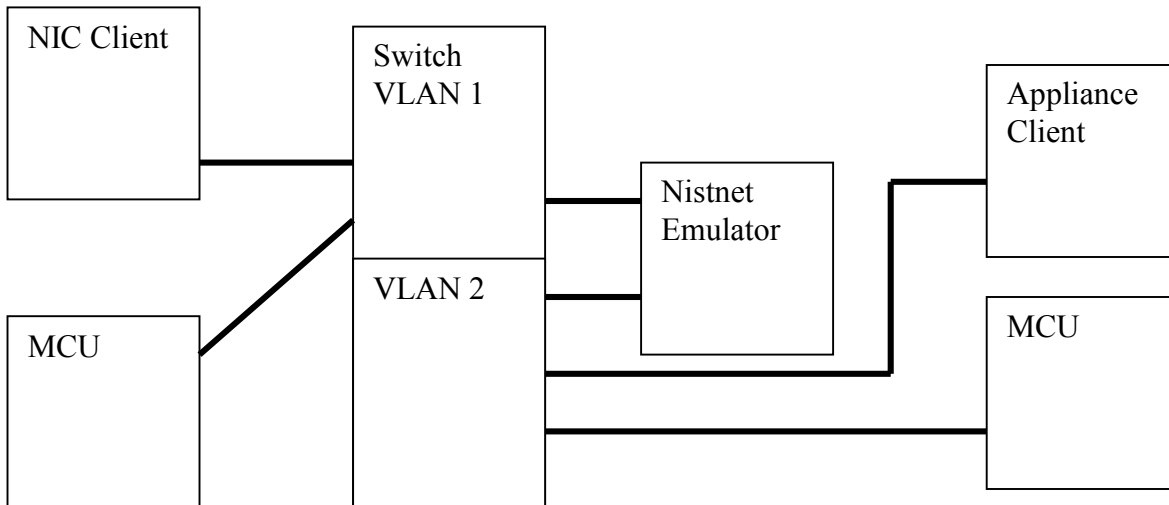 NIC Client
Switch
VLAN 1
Appliance
Client
Nistnet
Emulator
VLAN 2
MCU
MCU